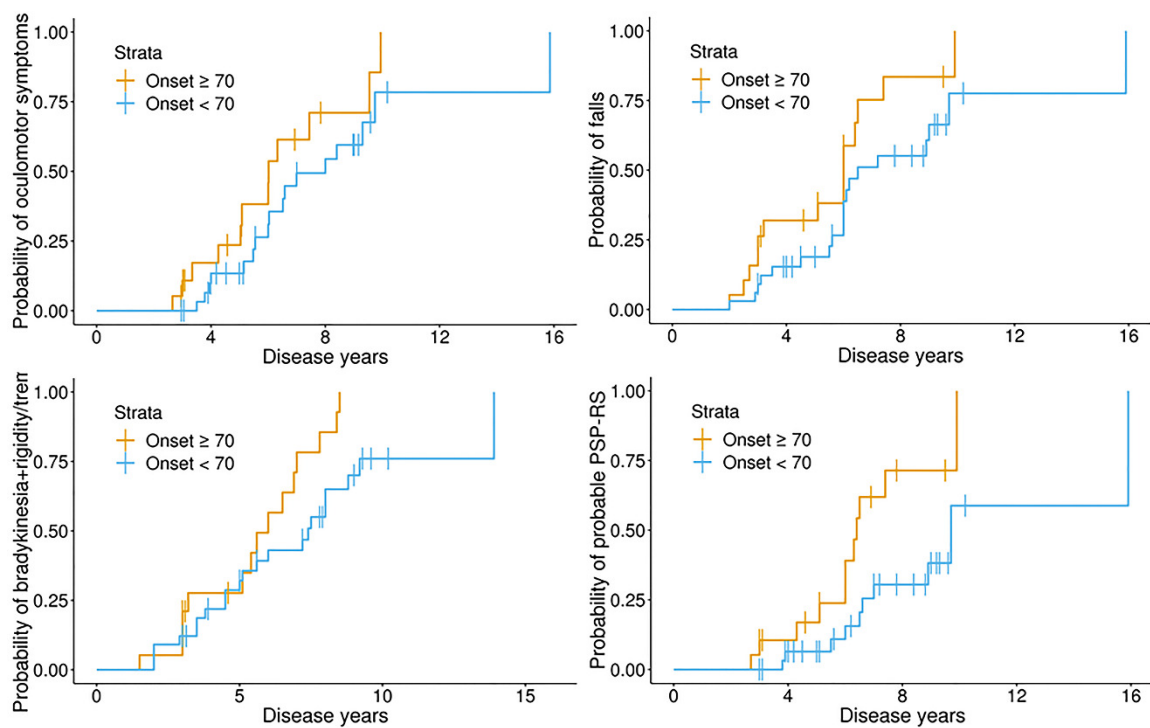 Probability of oculomotor symptoms
1.00
0.75
0.50
0.25
0.00
Strata
Onset ≥ 70
Onset < 70
0 4 8 12 16
Disease years
Probability of falls
1.00
0.75
0.50
0.25
0.00
Strata
Onset ≥ 70
Onset < 70
0 4 8 12 16
Disease years
Probability of bradykinesia+rigidity/trem
1.00
0.75
0.50
0.25
0.00
Strata
Onset ≥ 70
Onset < 70
0 5 10 15
Disease years
Probability of probable PSP-RS
1.00
0.75
0.50
0.25
0.00
Strata
Onset ≥ 70
Onset < 70
0 4 8 12 16
Disease years